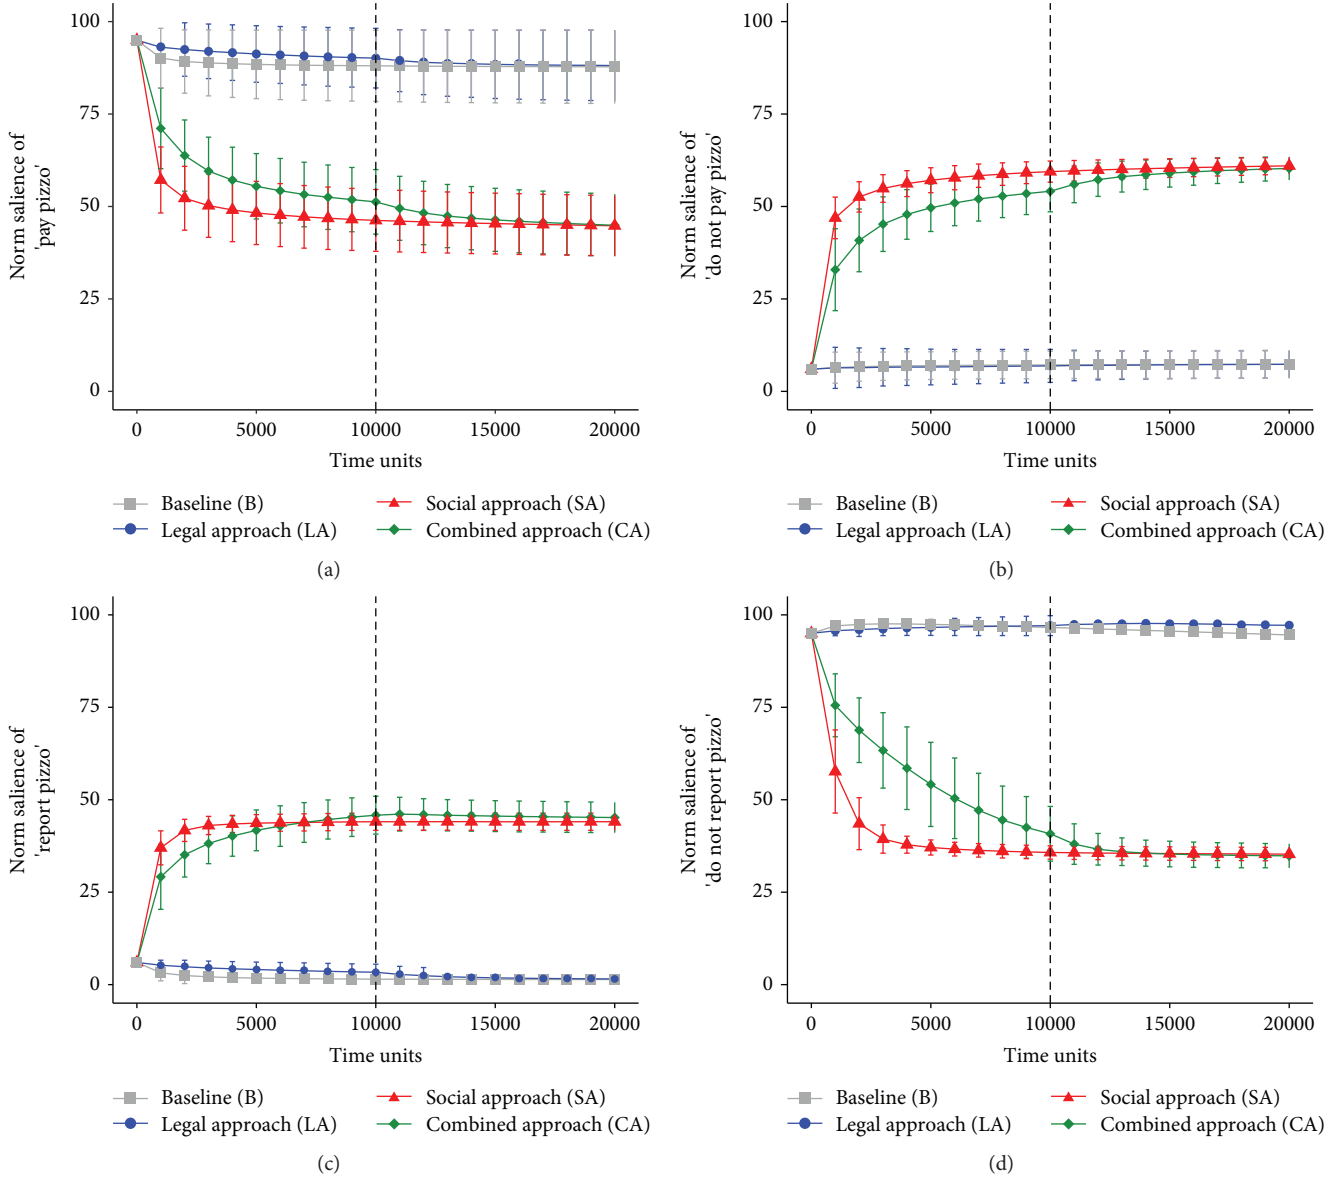 Norm salience of
'pay pizzo'
100
75
50
25
0
0 5000 10000 15000 20000
Time units
Baseline (B)
Legal approach (LA)
Social approach (SA)
Combined approach (CA)
(a)
Norm salience of
'do not pay pizzo'
100
75
50
25
0
0 5000 10000 15000 20000
Time units
Baseline (B)
Legal approach (LA)
Social approach (SA)
Combined approach (CA)
(b)
Norm salience of
'report pizzo'
100
75
50
25
0
0 5000 10000 15000 20000
Time units
Baseline (B)
Legal approach (LA)
Social approach (SA)
Combined approach (CA)
(c)
Norm salience of
'do not report pizzo'
100
75
50
25
0
0 5000 10000 15000 20000
Time units
Baseline (B)
Legal approach (LA)
Social approach (SA)
Combined approach (CA)
(d)